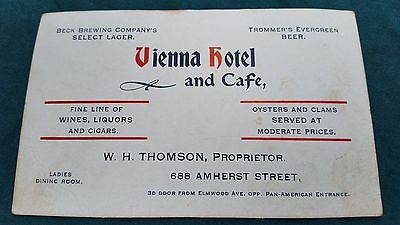 Beck Brewing Company's
Select Lager.
Trommer's Evergreen
Beer.
Vienna Hotel
and Cafe,
Fine Line of
Wines, Liquors
and Cigars.
Oysters and Clams
Served at
Moderate Prices.
W. H. Thomson, Proprietor.
Ladies
Dining Room.
688 Amherst Street,
3d door from Elmwood Ave. opp. Pan-American Entrance.